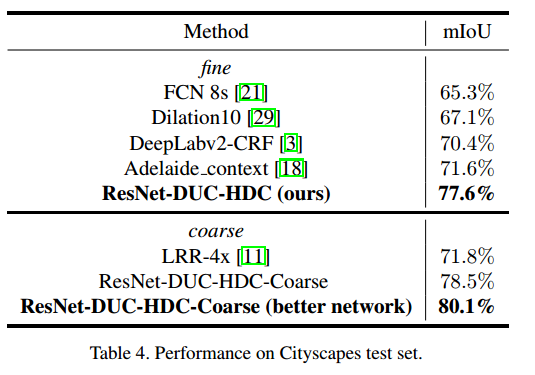 Method mIoU
fine
FCN 8s [21] 65.3%
Dilation10 [29] 67.1%
DeepLabv2-CRF [3] 70.4%
Adelaide_context [18] 71.6%
ResNet-DUC-HDC (ours) 77.6%
coarse
LRR-4x [11] 71.8%
ResNet-DUC-HDC-Coarse 78.5%
ResNet-DUC-HDC-Coarse (better network) 80.1%
Table 4. Performance on Cityscapes test set.